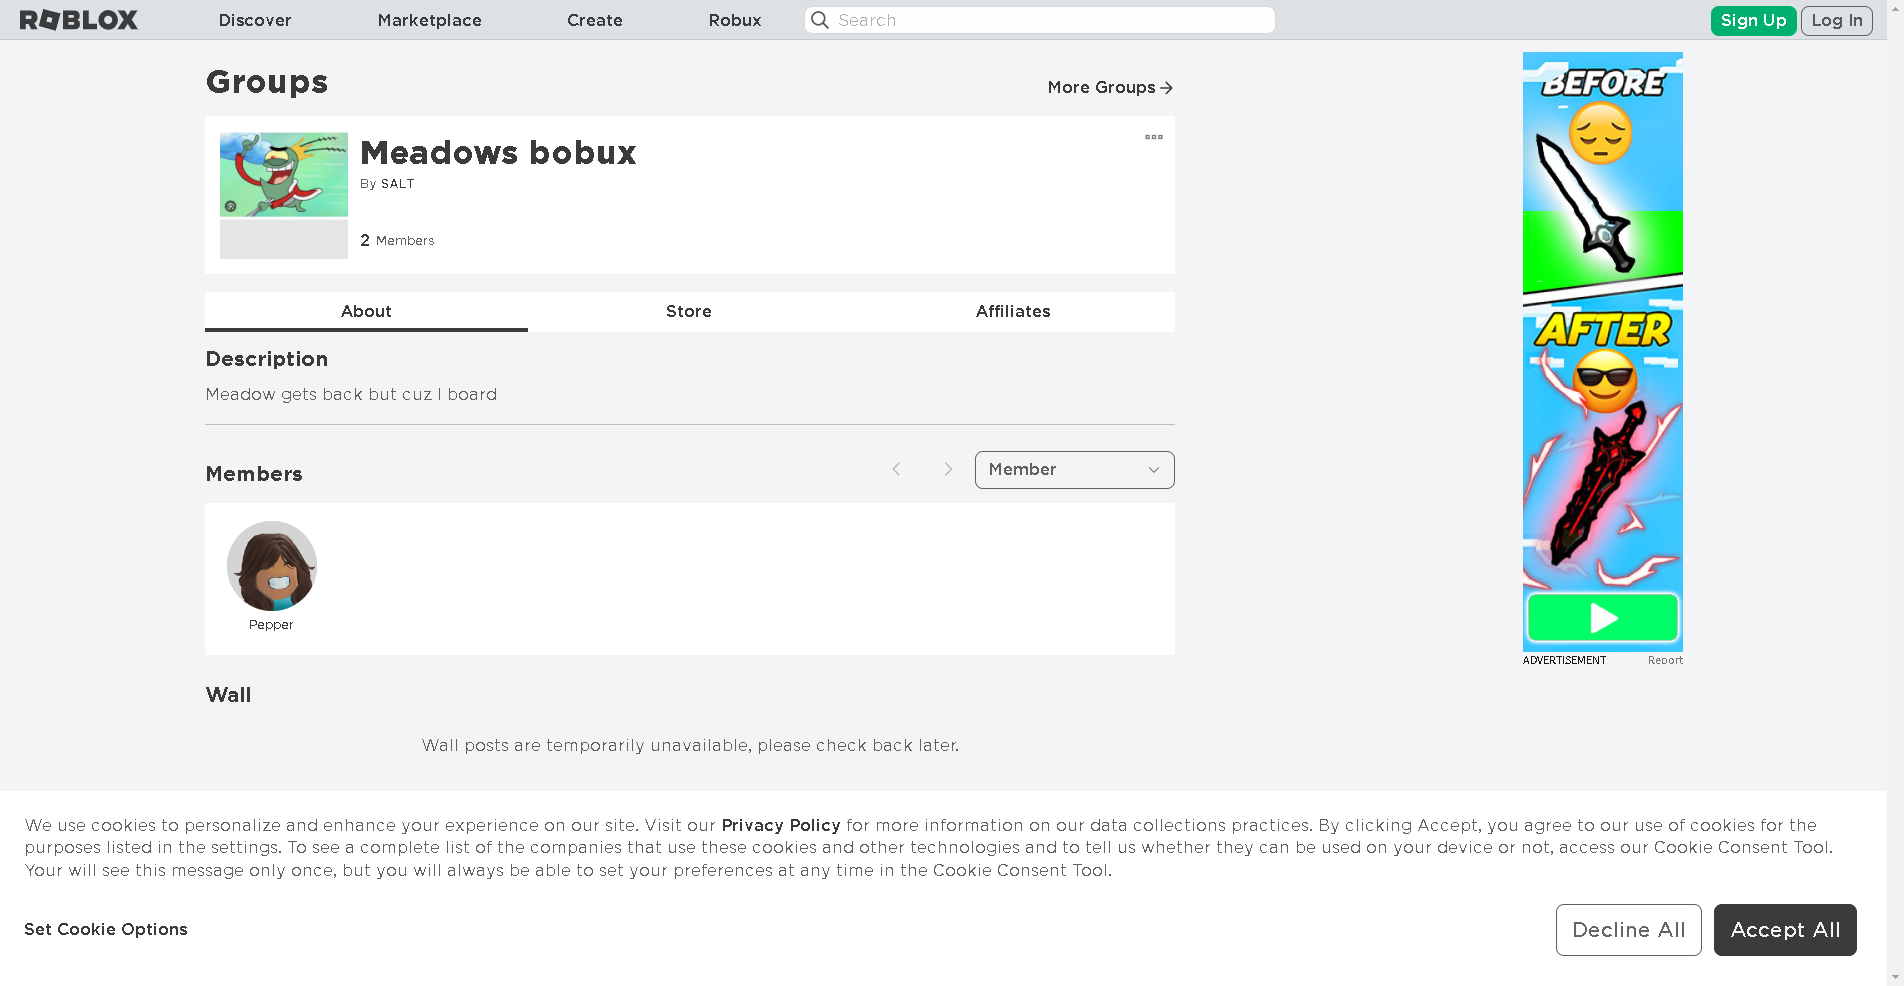 ROBLOX
Discover
Marketplace
Create
Robux
Search
Sign Up
Log In
Groups
More Groups
Meadows bobux
By SALT
2 Members
About
Store
Affiliates
Description
Meadow gets back but cuz I board
Members
Member
Pepper
Wall
Wall posts are temporarily unavailable, please check back later.
BEFORE
AFTER
ADVERTISEMENT
Report
We use cookies to personalize and enhance your experience on our site. Visit our Privacy Policy for more information on our data collections practices. By clicking Accept, you agree to our use of cookies for the
purposes listed in the settings. To see a complete list of the companies that use these cookies and other technologies and to tell us whether they can be used on your device or not, access our Cookie Consent Tool.
Your will see this message only once, but you will always be able to set your preferences at any time in the Cookie Consent Tool.
Set Cookie Options
Decline All
Accept All